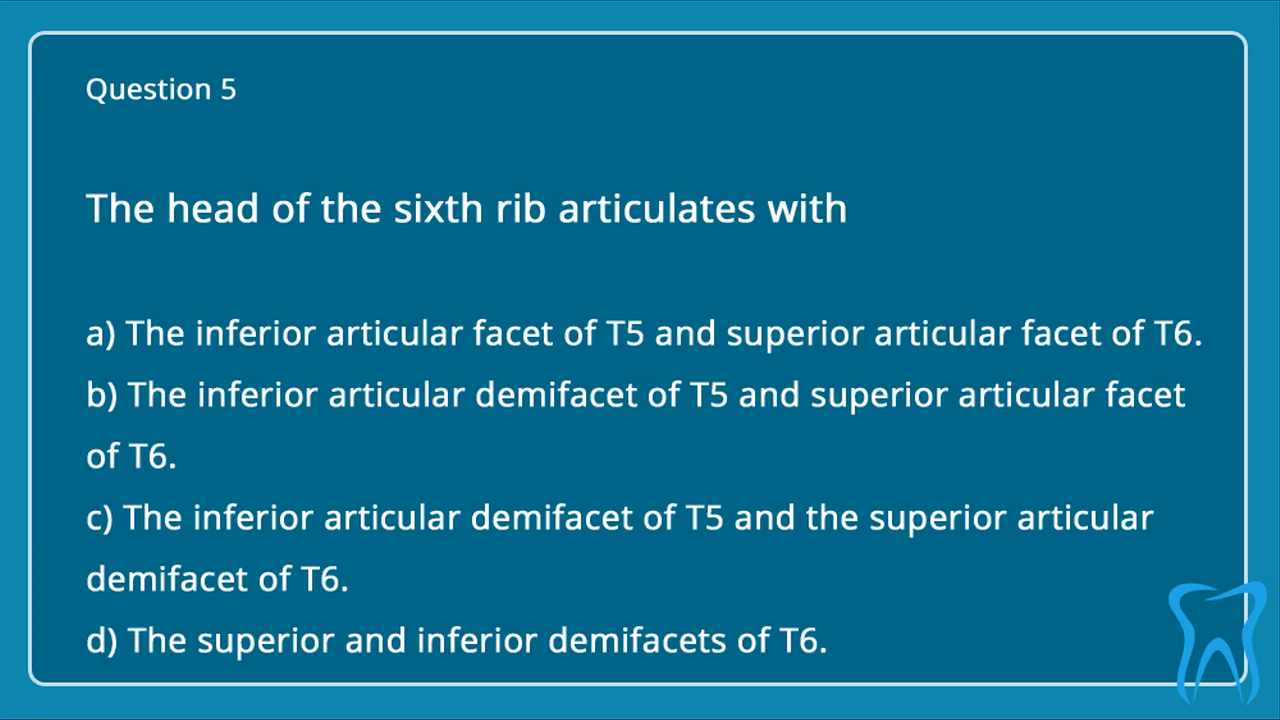 Question 5
The head of the sixth rib articulates with
a) The inferior articular facet of T5 and superior articular facet of T6.
b) The inferior articular demifacet of T5 and superior articular facet
of T6.
c) The inferior articular demifacet of T5 and the superior articular
demifacet of T6.
d) The superior and inferior demifacets of T6.